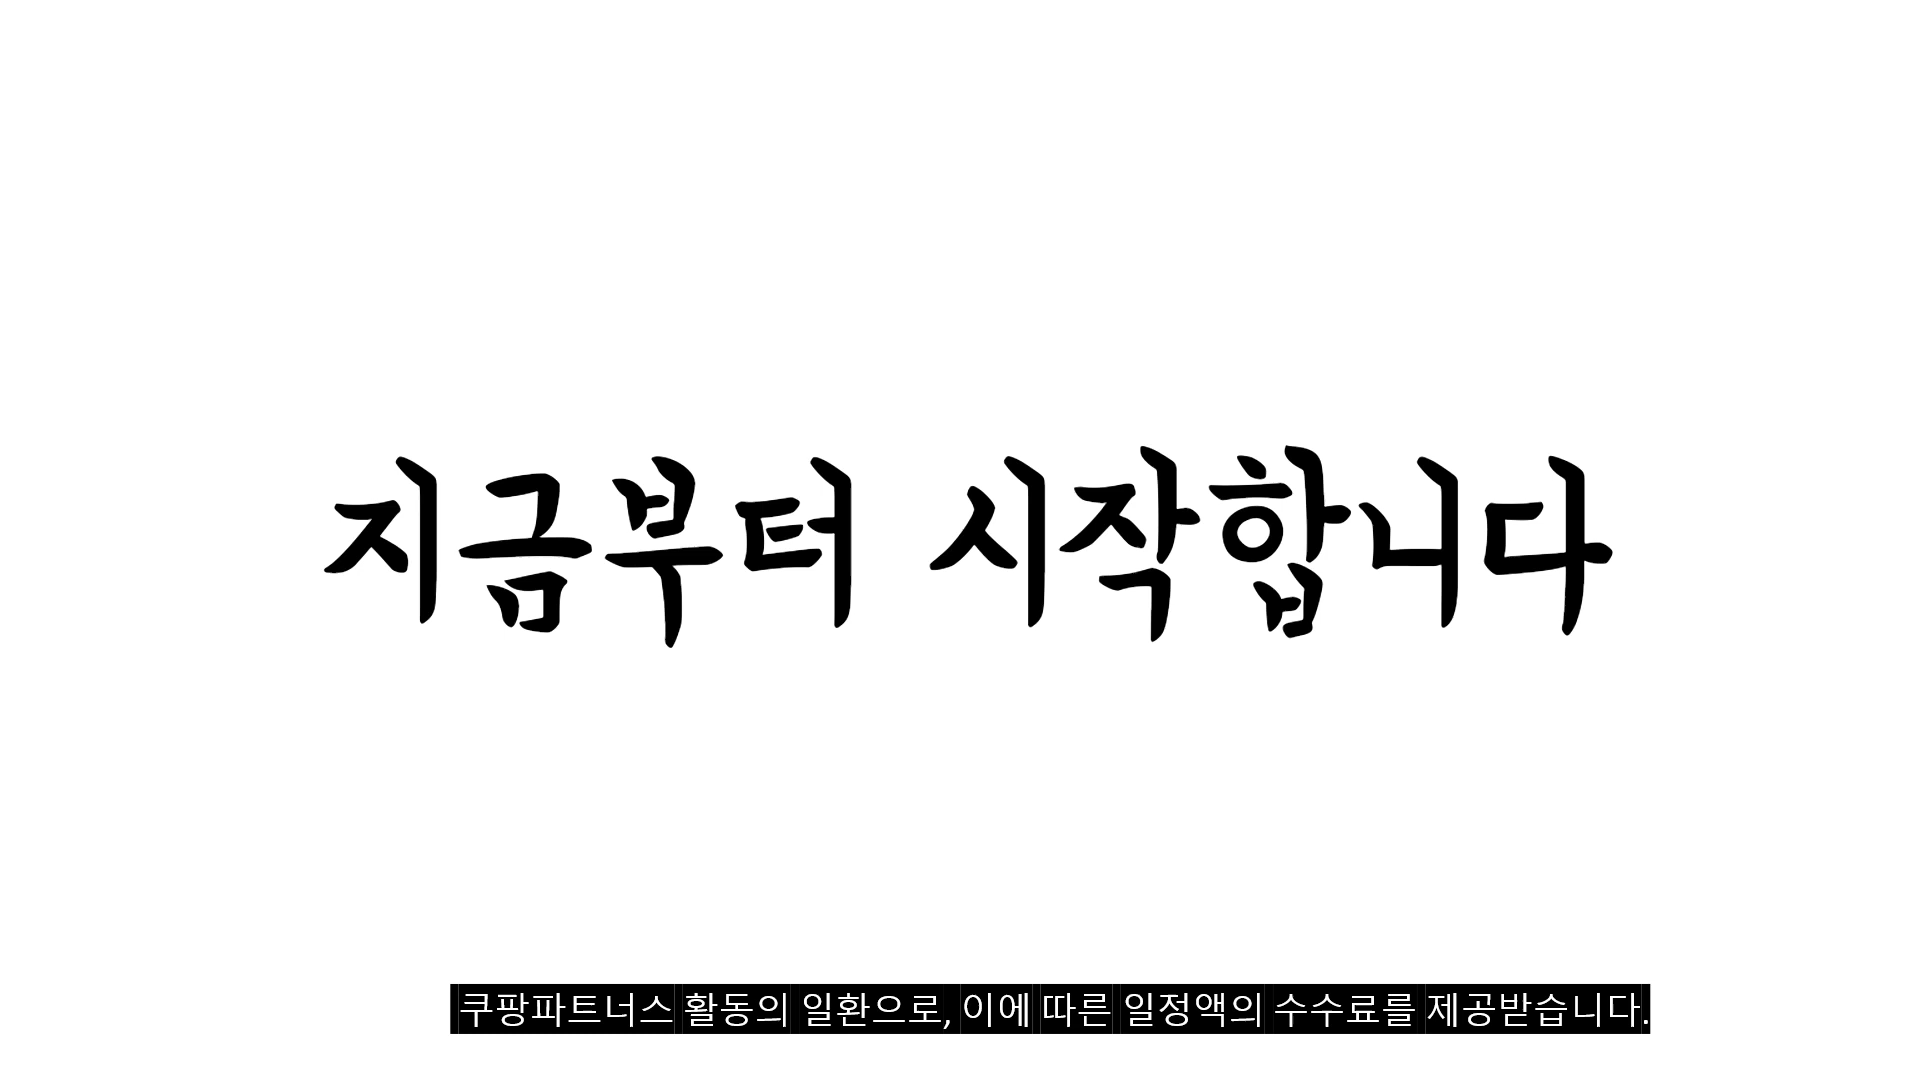 지금부터 시작합니다
쿠팡파트너스 활동의 일환으로, 이에 따른 일정액의 수수료를 제공받습니다.